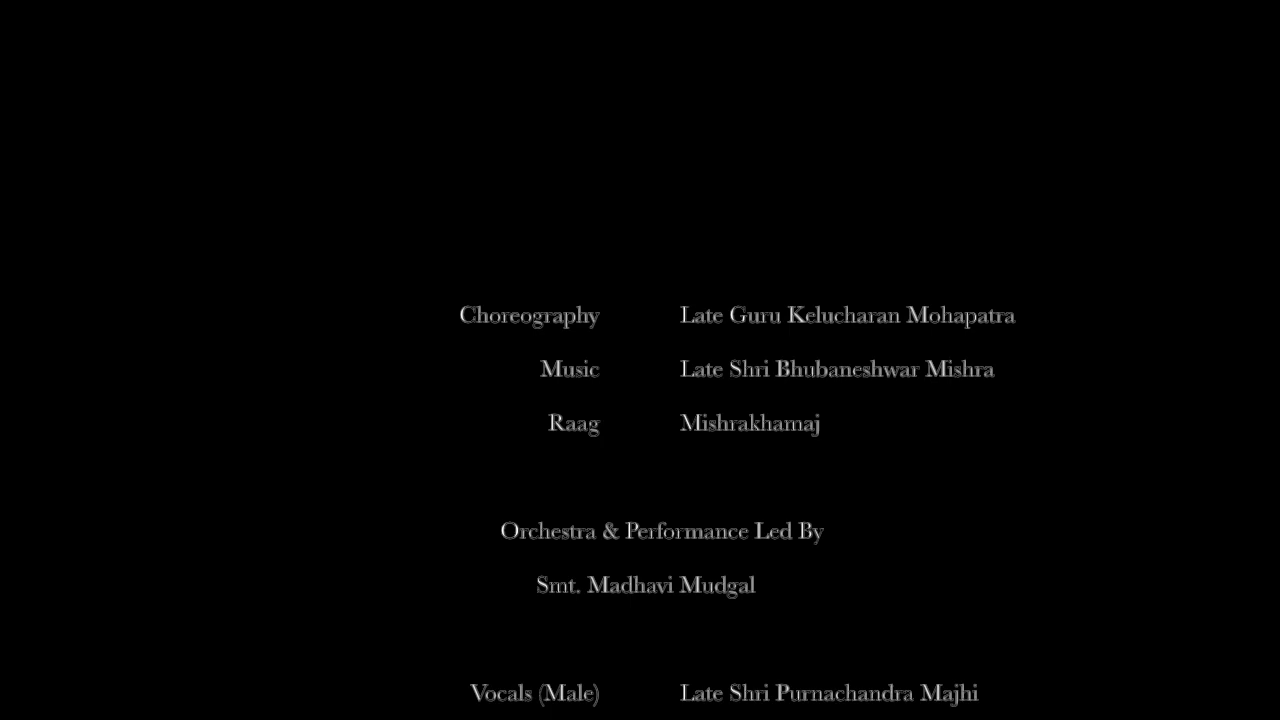 Choreography Late Guru Kelucharan Mohapatra
Music Late Shri Bhubaneshwar Mishra
Raag Mishrakhamaj
Orchestra & Performance Led By
Smt. Madhavi Mudgal
Vocals (Male) Late Shri Purnachandra Majhi